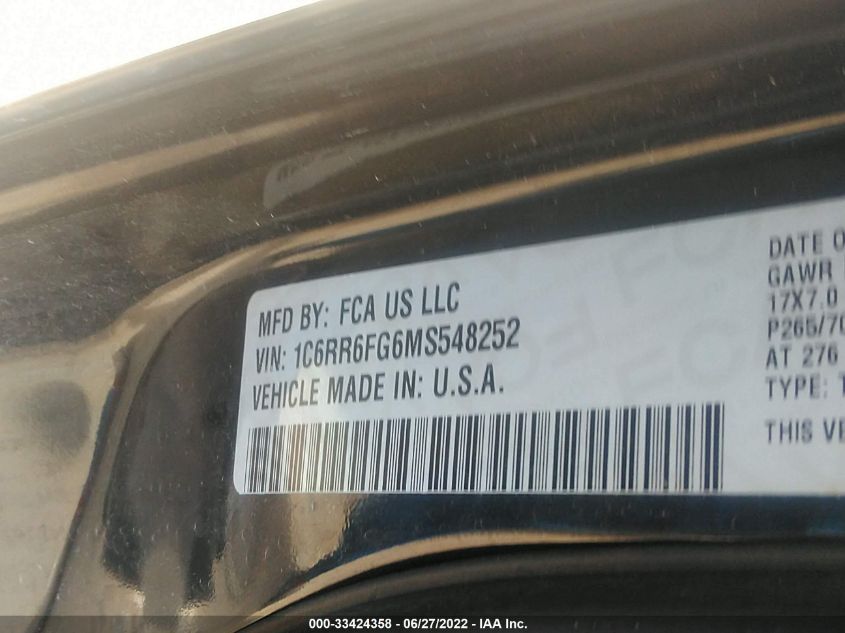 MFD BY: FCA US LLC
VIN: 1C6RR6FG6MS548252
VEHICLE MADE IN: U.S.A.
DATE O
GAWR
17X7.0
P265/70
AT 276
TYPE: T
THIS VE
000-33424358 - 06/27/2022 - IAA Inc.